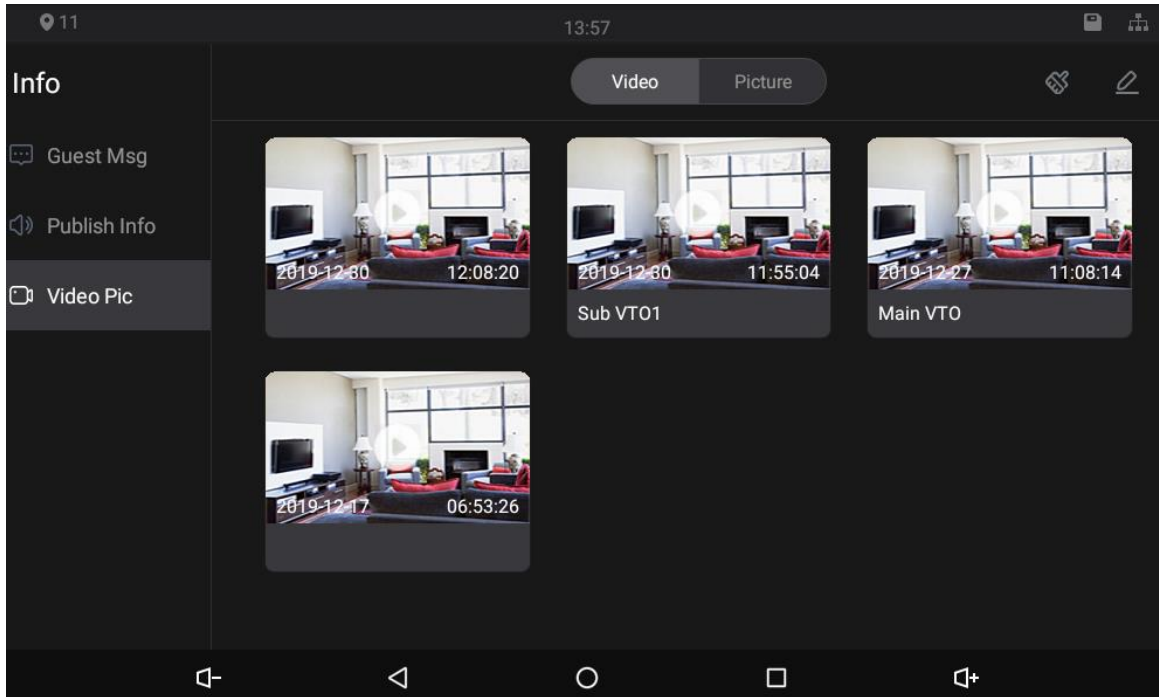 11
13:57
Info
Video
Picture
Guest Msg
Publish Info
Video Pic
2019-12-30 12:08:20
2019-12-30 11:55:04
2019-12-27 11:08:14
Sub VTO1
Main VTO
2019-12-17 06:53:26